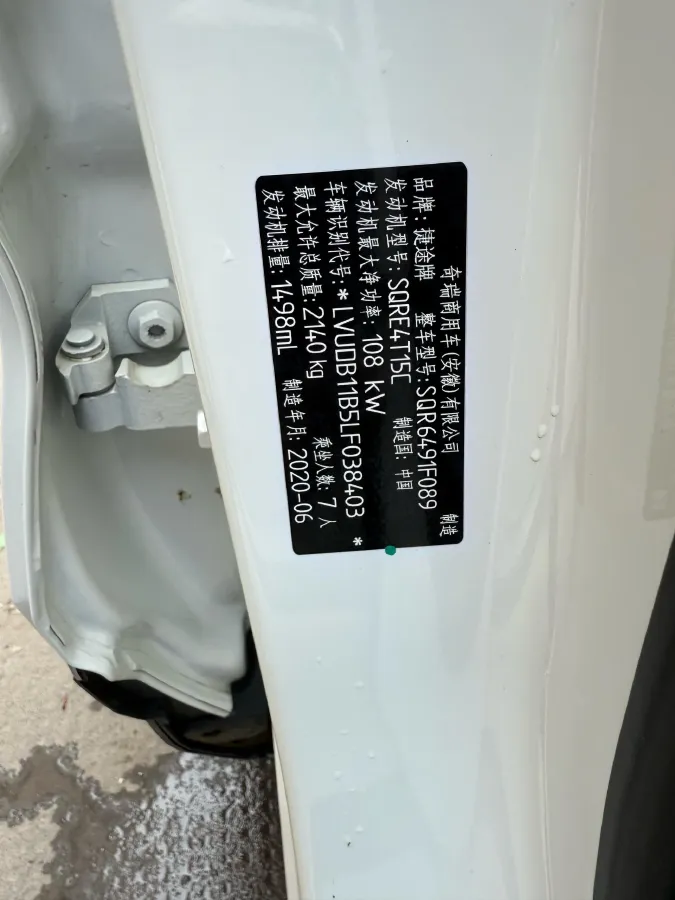 奇瑞商用车(安徽)有限公司 制造
品牌:捷途牌 整车型号:SQR6491F089
发动机型号:SQRE4T15C 制造国:中国
发动机最大净功率:108 kW
车辆识别代号:*LVUDB11B5LF038403*
最大允许总质量:2140 kg 乘坐人数:7人
发动机排量:1498mL 制造年月:2020-06